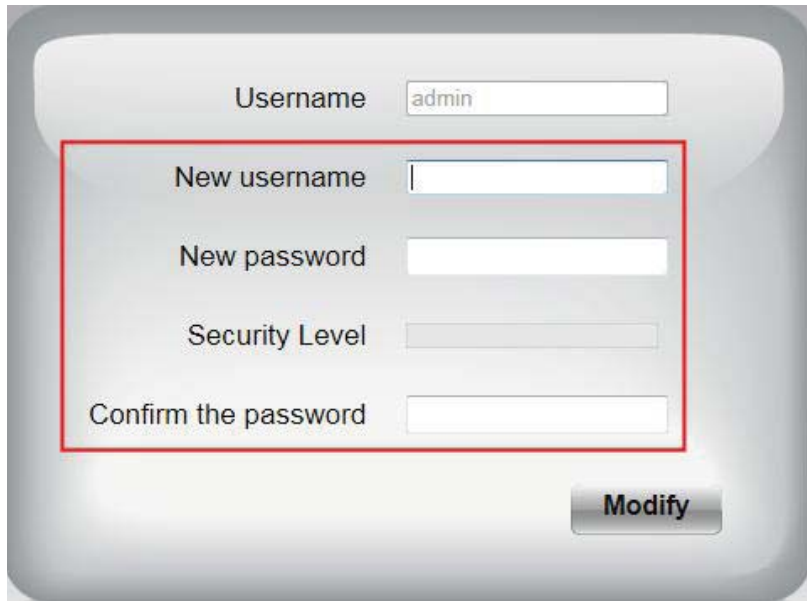 Username admin
New username
New password
Security Level
Confirm the password
Modify